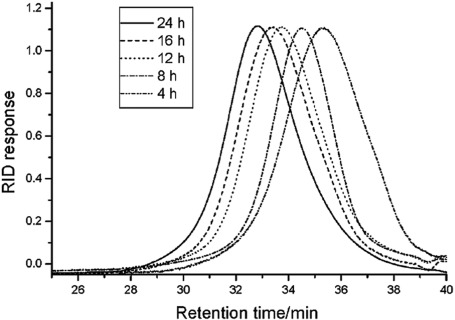 24 h
16 h
12 h
8 h
4 h
RID response
1.2
1.0
0.8
0.6
0.4
0.2
0.0
26 28 30 32 34 36 38 40
Retention time/min